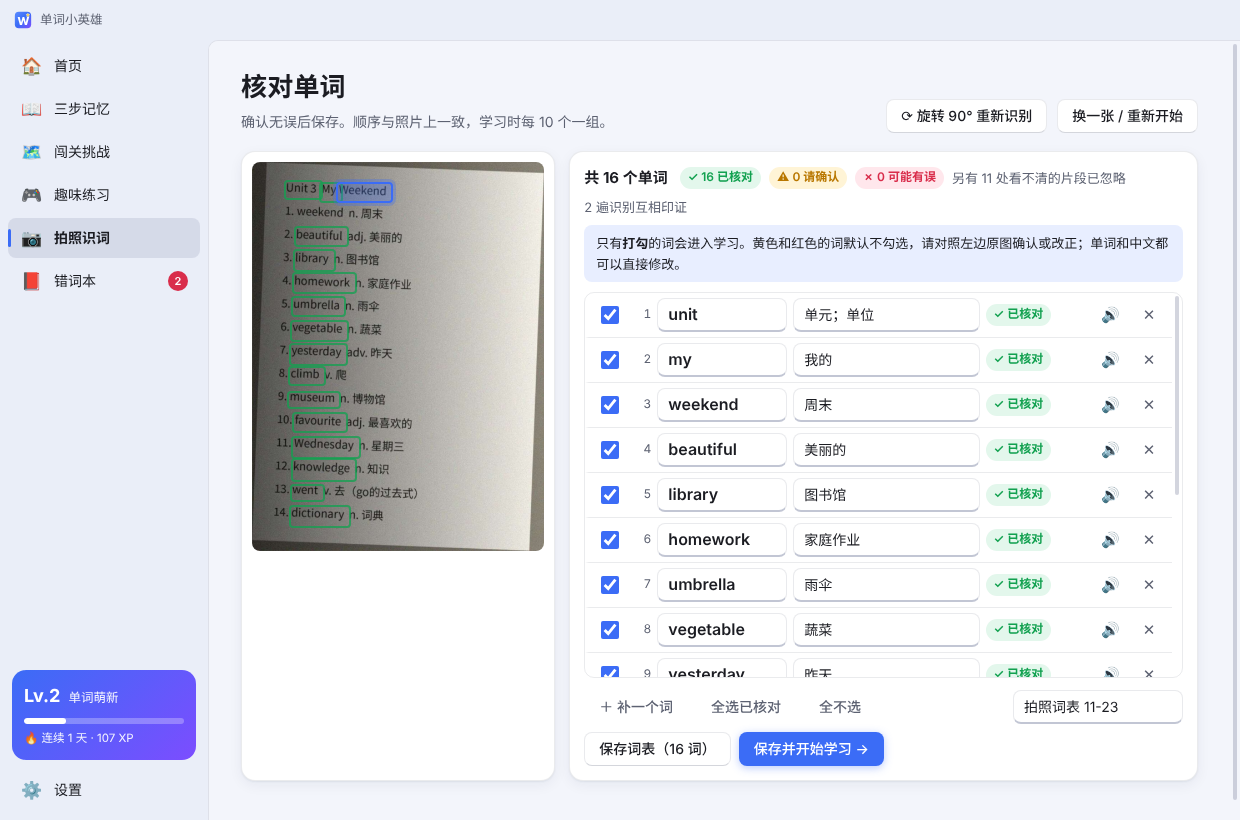 单词小英雄
首页
三步记忆
闯关挑战
趣味练习
拍照识词
错词本 2
Lv.2 单词萌新
连续 1 天 · 107 XP
设置
核对单词
确认无误后保存。顺序与照片上一致，学习时每 10 个一组。
⟳ 旋转 90° 重新识别
换一张 / 重新开始
Unit 3 My Weekend
1. weekend n. 周末
2. beautiful adj. 美丽的
3. library n. 图书馆
4. homework n. 家庭作业
5. umbrella n. 雨伞
6. vegetable n. 蔬菜
7. yesterday adv. 昨天
8. climb v. 爬
9. museum n. 博物馆
10. favourite adj. 最喜欢的
11. Wednesday n. 星期三
12. knowledge n. 知识
13. went v. 去（go的过去式）
14. dictionary n. 词典
共 16 个单词 ✓ 16 已核对 ⚠ 0 请确认 × 0 可能有误 另有 11 处看不清的片段已忽略
2 遍识别互相印证
只有打勾的词会进入学习。黄色和红色的词默认不勾选，请对照左边原图确认或改正；单词和中文都
可以直接修改。
1 unit 单元；单位 ✓ 已核对 ✕
2 my 我的 ✓ 已核对 ✕
3 weekend 周末 ✓ 已核对 ✕
4 beautiful 美丽的 ✓ 已核对 ✕
5 library 图书馆 ✓ 已核对 ✕
6 homework 家庭作业 ✓ 已核对 ✕
7 umbrella 雨伞 ✓ 已核对 ✕
8 vegetable 蔬菜 ✓ 已核对 ✕
9 yesterday 昨天 ✓ 已核对 ✕
＋ 补一个词 全选已核对 全不选 拍照词表 11-23
保存词表（16 词） 保存并开始学习 →